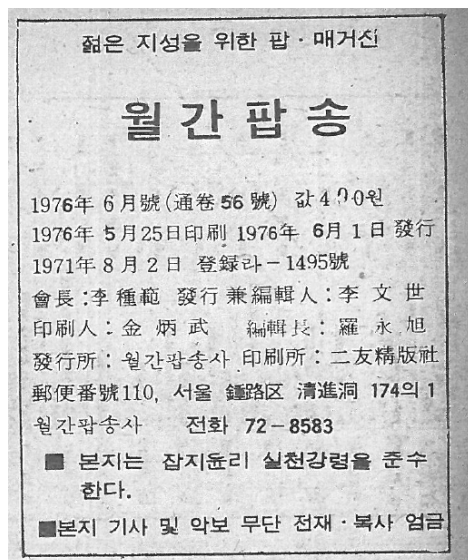 젊은 지성을 위한 팝·매거진
월간팝송
1976年 6月號(通卷56號) 값400원
1976年 5月25日印刷 1976年 6月1日 發行
1971年8月2日 登録라-1495號
會長:李種範 發行兼編輯人:李文世
印刷人:金炳武 編輯長:羅永旭
發行所:월간팝송사 印刷所:二友精版社
郵便番號110, 서울 鍾路区 清進洞 174의1
월간팝송사 전화 72-8583
■ 본지는 잡지윤리 실천강령을 준수
한다.
■본지 기사 및 악보 무단 전재·복사 엄금